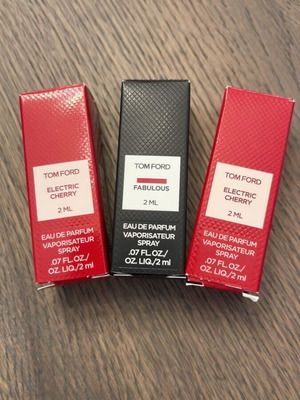 TOM FORD
ELECTRIC
CHERRY
2 ML
EAU DE PARFUM
VAPORISATEUR
SPRAY
.07 FL.OZ./
OZ. LIQ./2 ml
TOM FORD
FABULOUS
2 ML
EAU DE PARFUM
VAPORISATEUR
SPRAY
.07 FL.OZ./
OZ. LIQ./2 ml
TOM FORD
ELECTRIC
CHERRY
2 ML
EAU DE PARFUM
VAPORISATEUR
SPRAY
.07 FL.OZ./
OZ. LIQ./2 ml